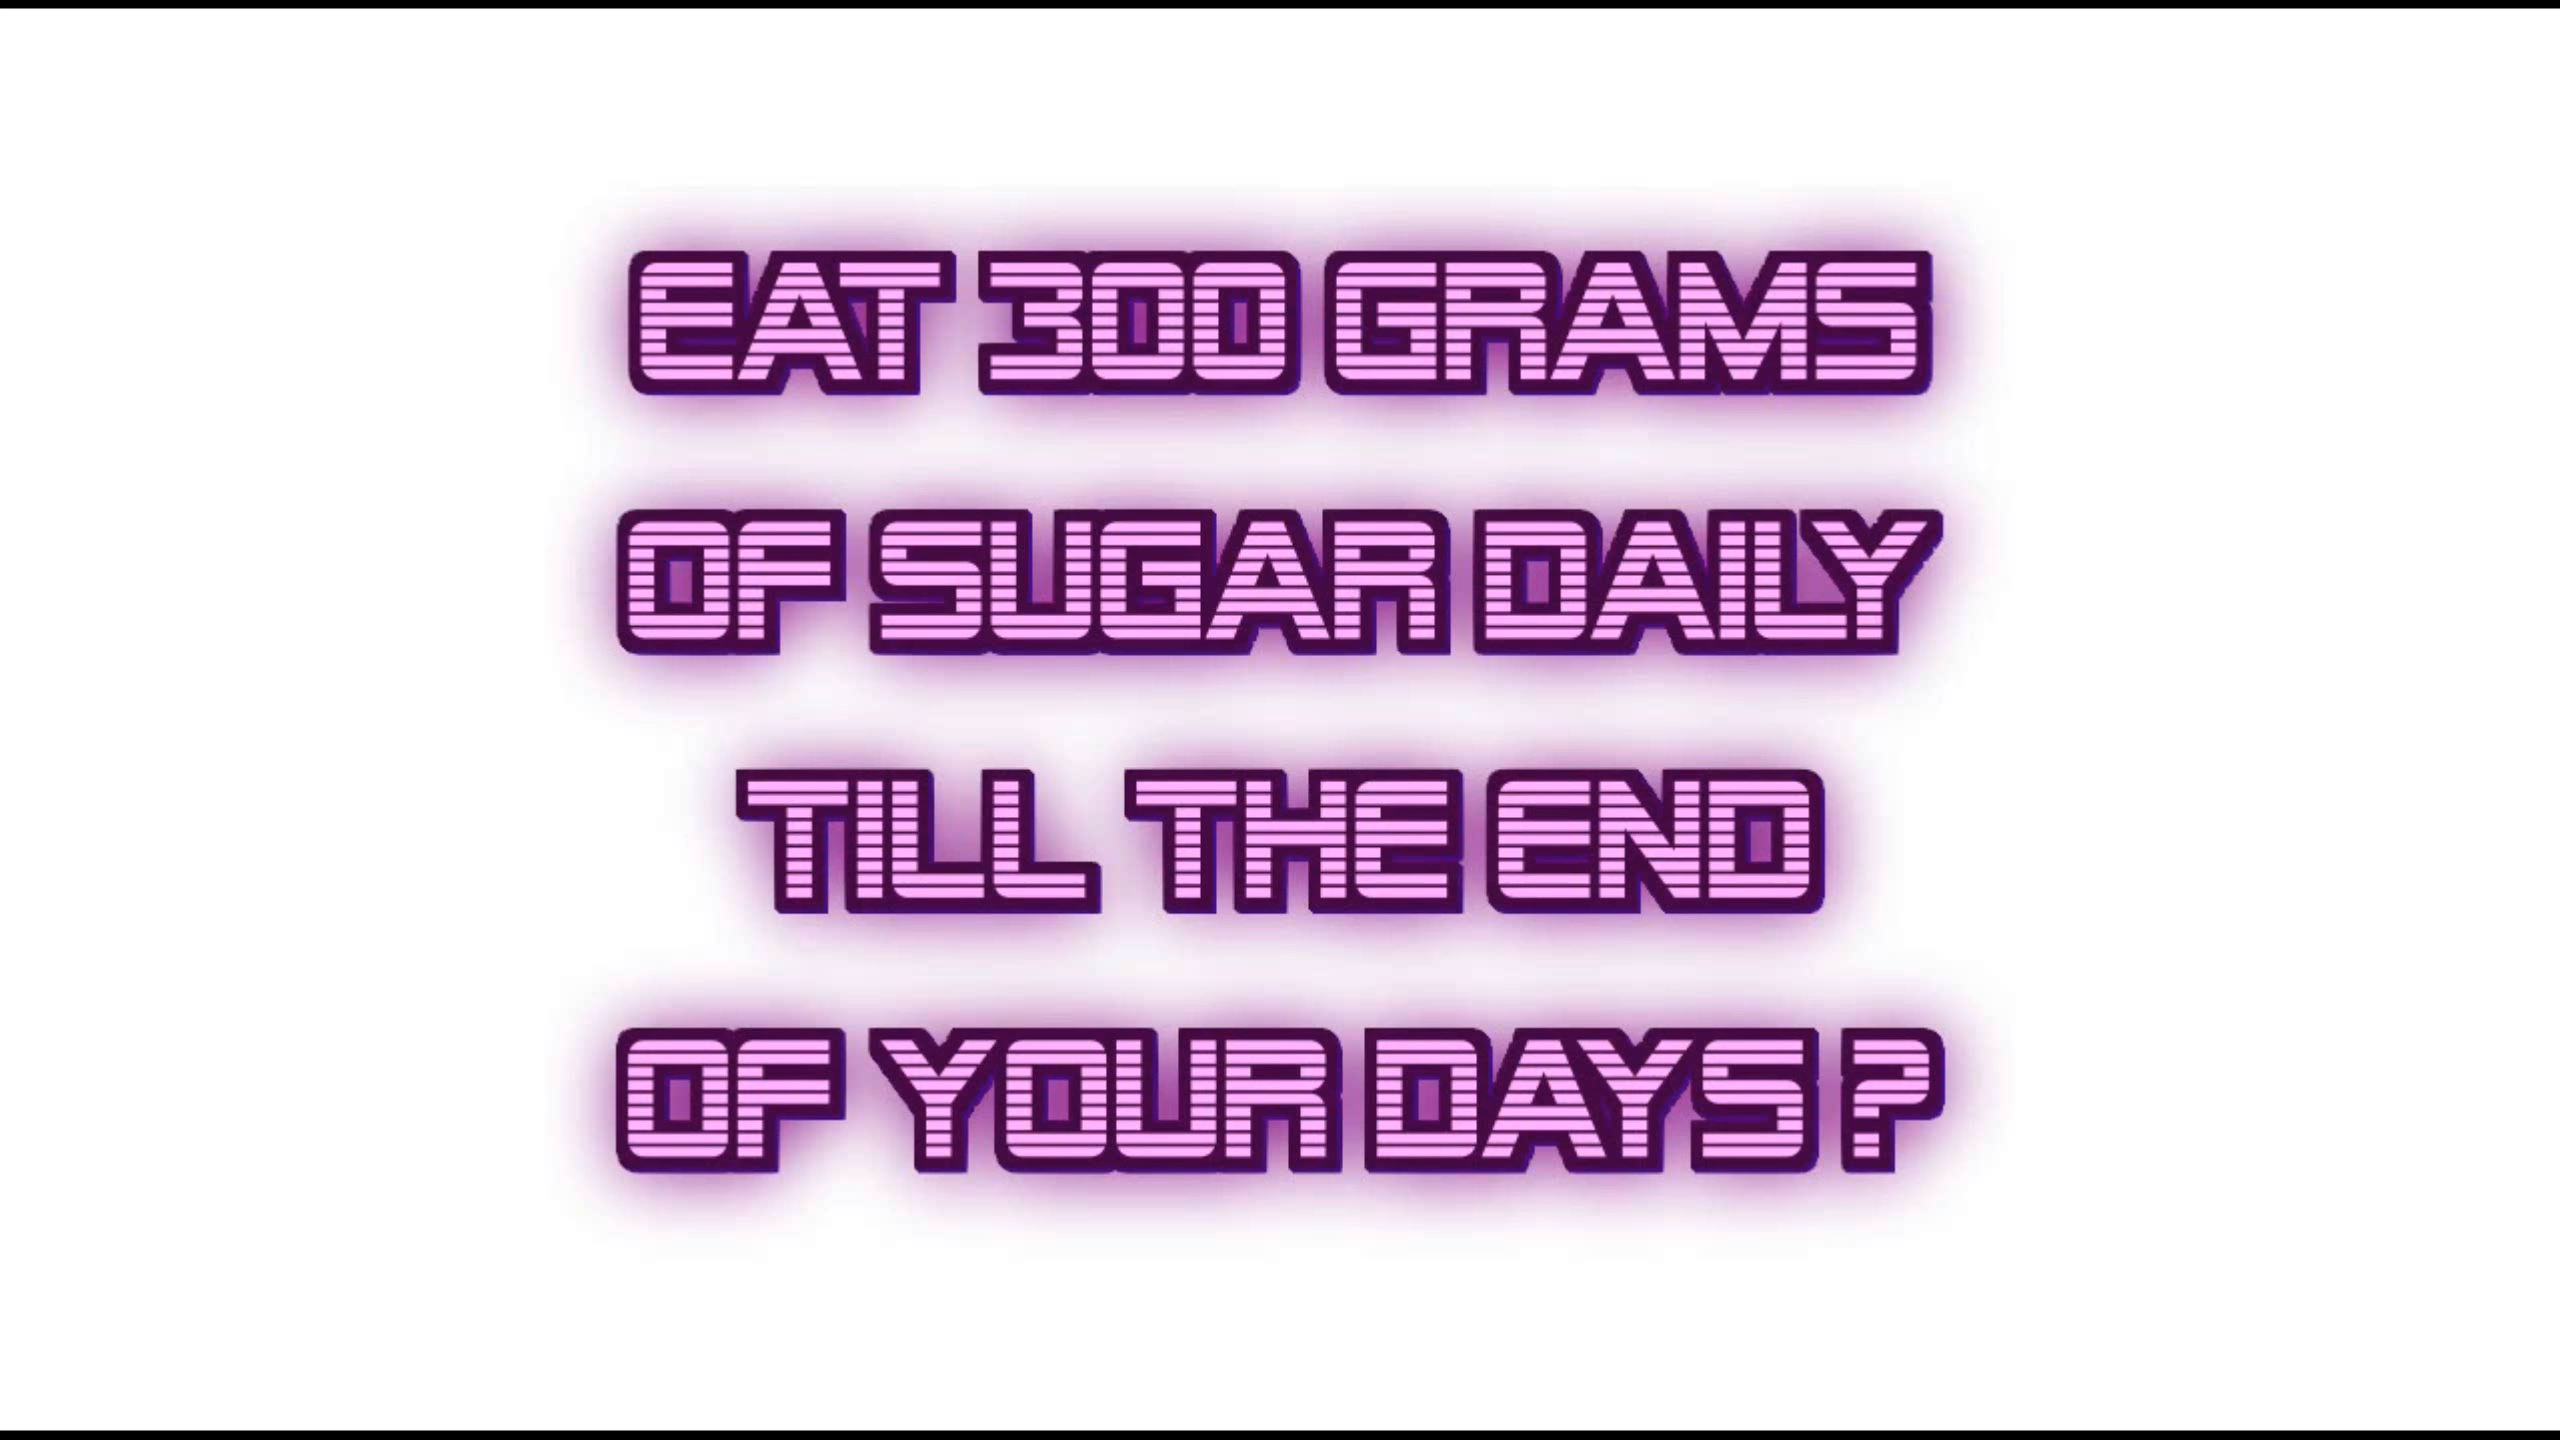 EAT 300 GRAMS
OF SUGAR DAILY
TILL THE END
OF YOUR DAYS ?